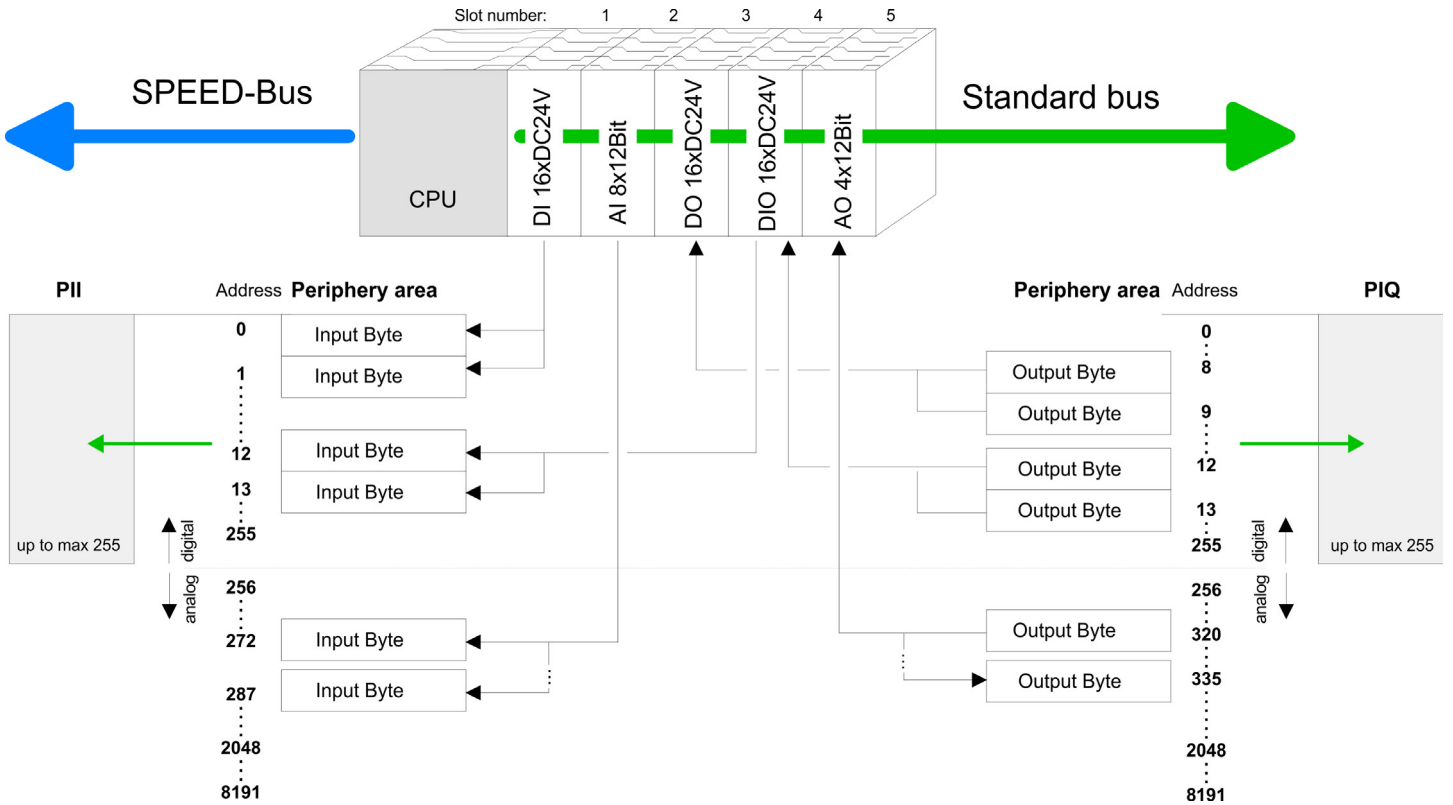 Slot number: 1 2 3 4 5
SPEED-Bus
Standard bus
CPU
DI 16xDC24V
AI 8x12Bit
DO 16xDC24V
DIO 16xDC24V
AO 4x12Bit
PII
Address
Periphery area
0
Input Byte
1
Input Byte
12
Input Byte
13
Input Byte
255
up to max 255
digital
analog
256
272
Input Byte
287
Input Byte
2048
8191
Periphery area
Address
PIQ
0
Output Byte
8
Output Byte
9
Output Byte
12
Output Byte
13
255
up to max 255
digital
analog
256
Output Byte
320
Output Byte
335
2048
8191